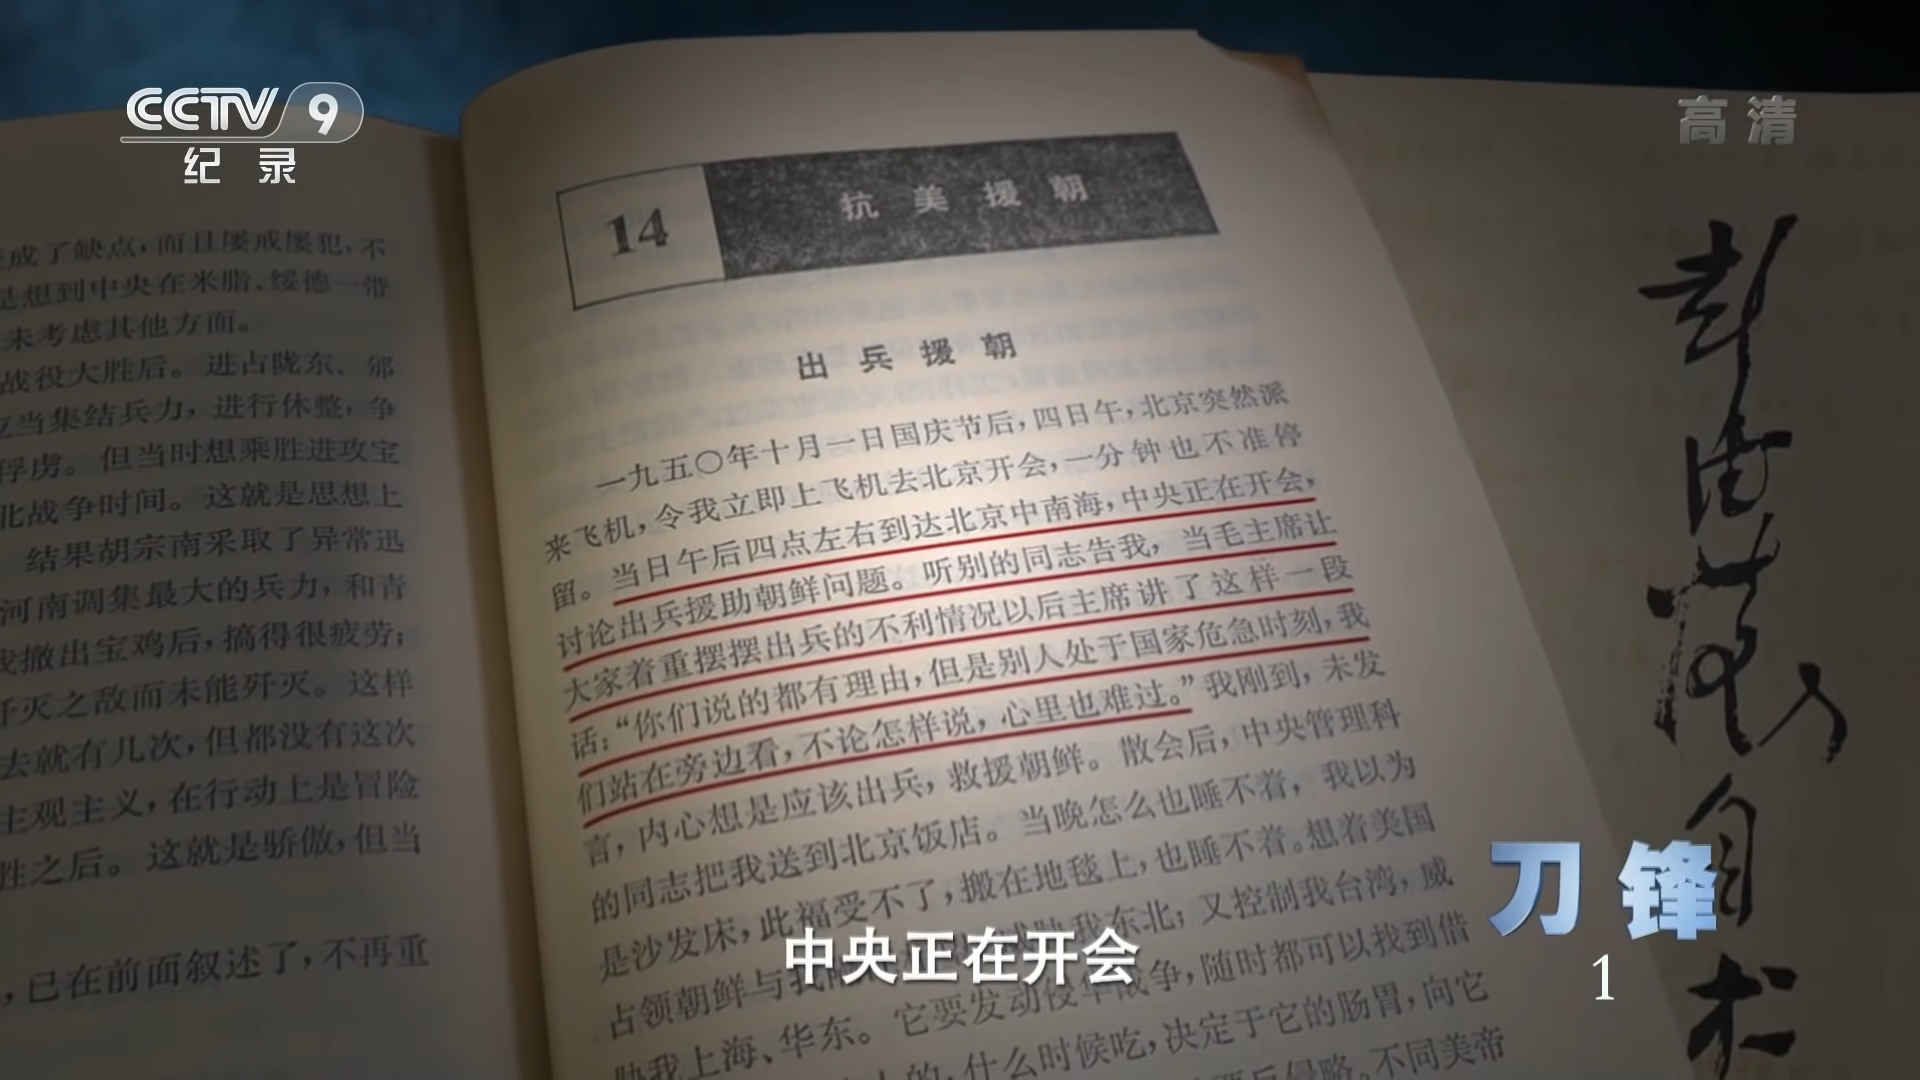 CCTV 9
纪录
高清
成了缺点，而且屡戒屡犯，不
是想到中央在米脂、绥德一带
未考虑其他方面。
战役大胜后。进占陇东、邠
应当集结兵力，进行休整，争
俘虏。但当时想乘胜进攻宝
北战争时间。这就是思想上
结果胡宗南采取了异常迅
河南调集最大的兵力，和青
我撤出宝鸡后，搞得很疲劳；
歼灭之敌而未能歼灭。这样
去就有几次，但都没有这次
主观主义，在行动上是冒险
胜之后。这就是骄傲，但当
，已在前面叙述了，不再重
14
抗美援朝
出兵援朝
一九五〇年十月一日国庆节后，四日午，北京突然派
来飞机，令我立即上飞机去北京开会，一分钟也不准停
留。当日午后四点左右到达北京中南海，中央正在开会，
讨论出兵援助朝鲜问题。听别的同志告我，当毛主席让
大家着重摆摆出兵的不利情况以后主席讲了这样一段
话：“你们说的都有理由，但是别人处于国家危急时刻，我
们站在旁边看，不论怎样说，心里也难过。”我刚到，未发
言，内心想是应该出兵，救援朝鲜。散会后，中央管理科
的同志把我送到北京饭店。当晚怎么也睡不着，我以为
是沙发床，此福受不了，搬在地毯上，也睡不着。想着美国
占领朝鲜与我隔 胁我东北；又控制我台湾，威
胁我上海、华东。它要发动侵华战争，随时都可以找到借
的，什么时候吃，决定于它的肠胃，向它
反侵略。不同美帝
彭德怀自术
中央正在开会
刀锋
1